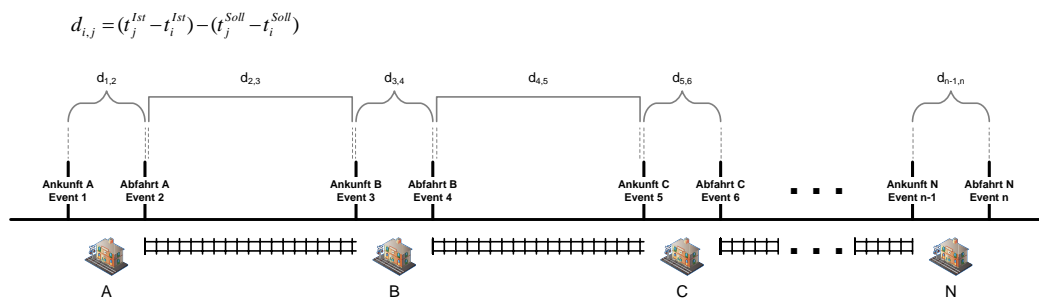 d_{i,j} = (t_j^{Ist} − t_i^{Ist}) − (t_j^{Soll} − t_i^{Soll})
d1,2 d2,3 d3,4 d4,5 d5,6 dn-1,n
Ankunft A Abfahrt A Ankunft B Abfahrt B Ankunft C Abfahrt C Ankunft N Abfahrt N
Event 1 Event 2 Event 3 Event 4 Event 5 Event 6 ... Event n-1 Event n
...
A B C N